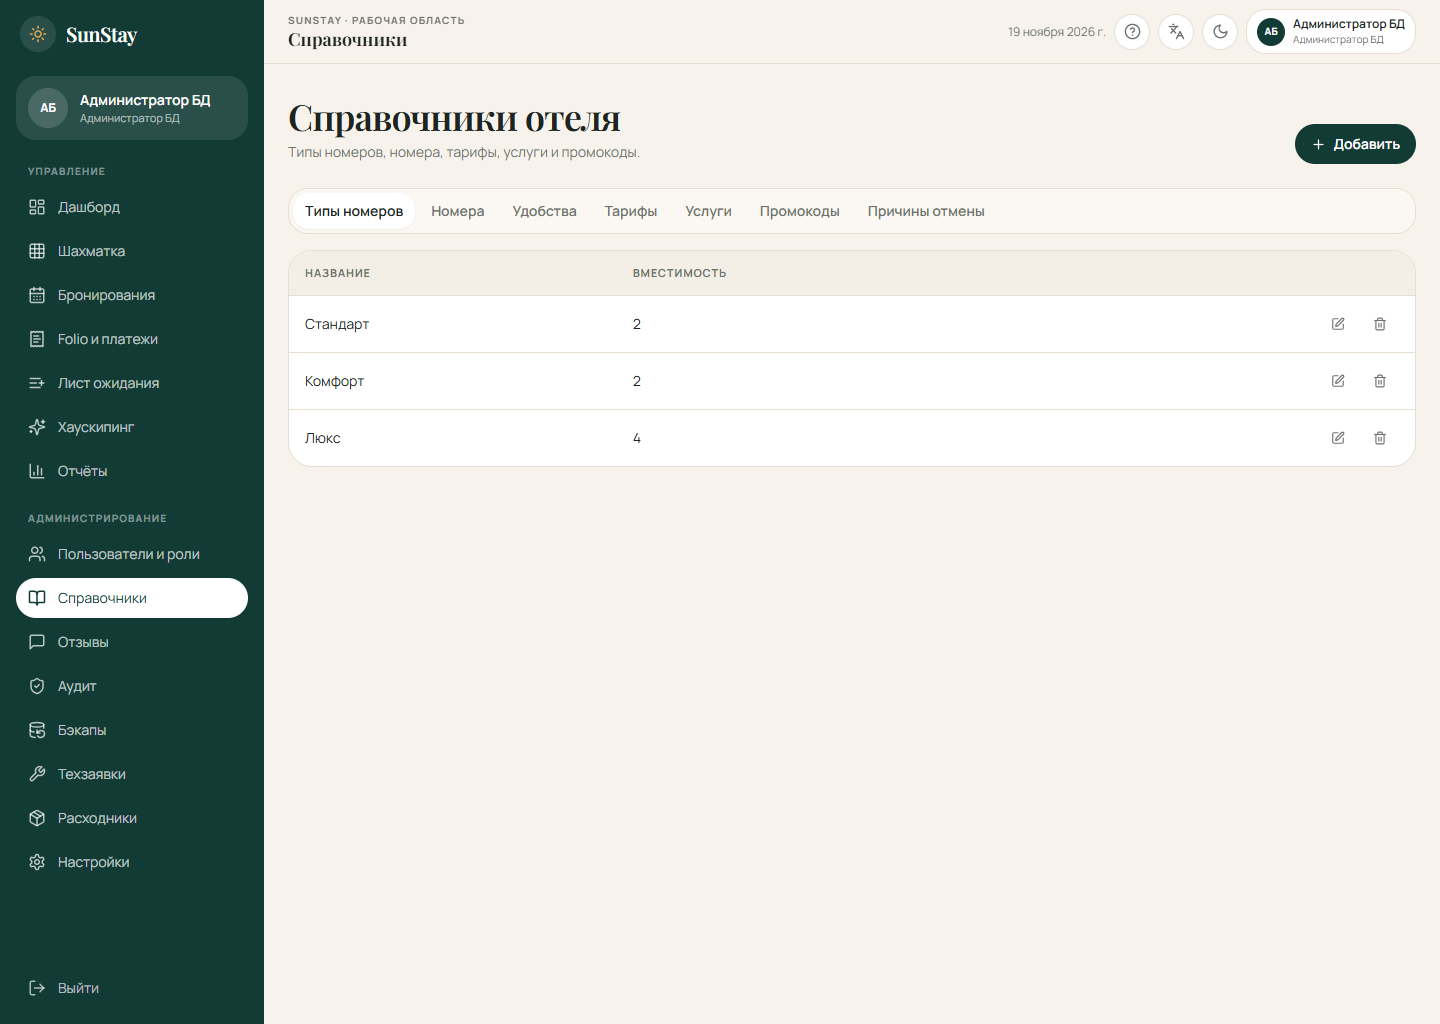 SunStay
АБ
Администратор БД
Администратор БД
УПРАВЛЕНИЕ
Дашборд
Шахматка
Бронирования
Folio и платежи
Лист ожидания
Хаускипинг
Отчёты
АДМИНИСТРИРОВАНИЕ
Пользователи и роли
Справочники
Отзывы
Аудит
Бэкапы
Техзаявки
Расходники
Настройки
Выйти
SUNSTAY · РАБОЧАЯ ОБЛАСТЬ
Справочники
19 ноября 2026 г.
АБ
Администратор БД
Администратор БД
Справочники отеля
Типы номеров, номера, тарифы, услуги и промокоды.
Добавить
Типы номеров Номера Удобства Тарифы Услуги Промокоды Причины отмены
НАЗВАНИЕ ВМЕСТИМОСТЬ
Стандарт 2
Комфорт 2
Люкс 4